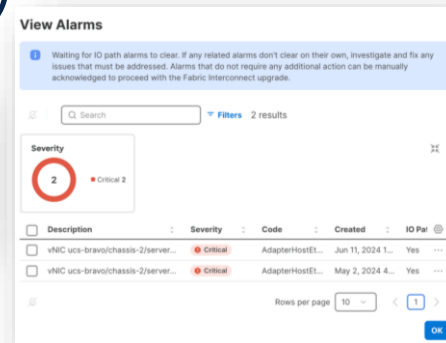 View Alarms
Waiting for IO path alarms to clear. If any related alarms don't clear on their own, investigate and fix any
issues that must be addressed. Alarms that do not require any additional action can be manually
acknowledged to proceed with the Fabric Interconnect upgrade.
Search Filters 2 results
Severity
2 Critical 2
Description Severity Code Created IO Pat
vNIC ucs-bravo/chassis-2/server... Critical AdapterHostEt... Jun 11, 2024 1... Yes ...
vNIC ucs-bravo/chassis-2/server... Critical AdapterHostEt... May 2, 2024 4... Yes ...
Rows per page 10 1
OK